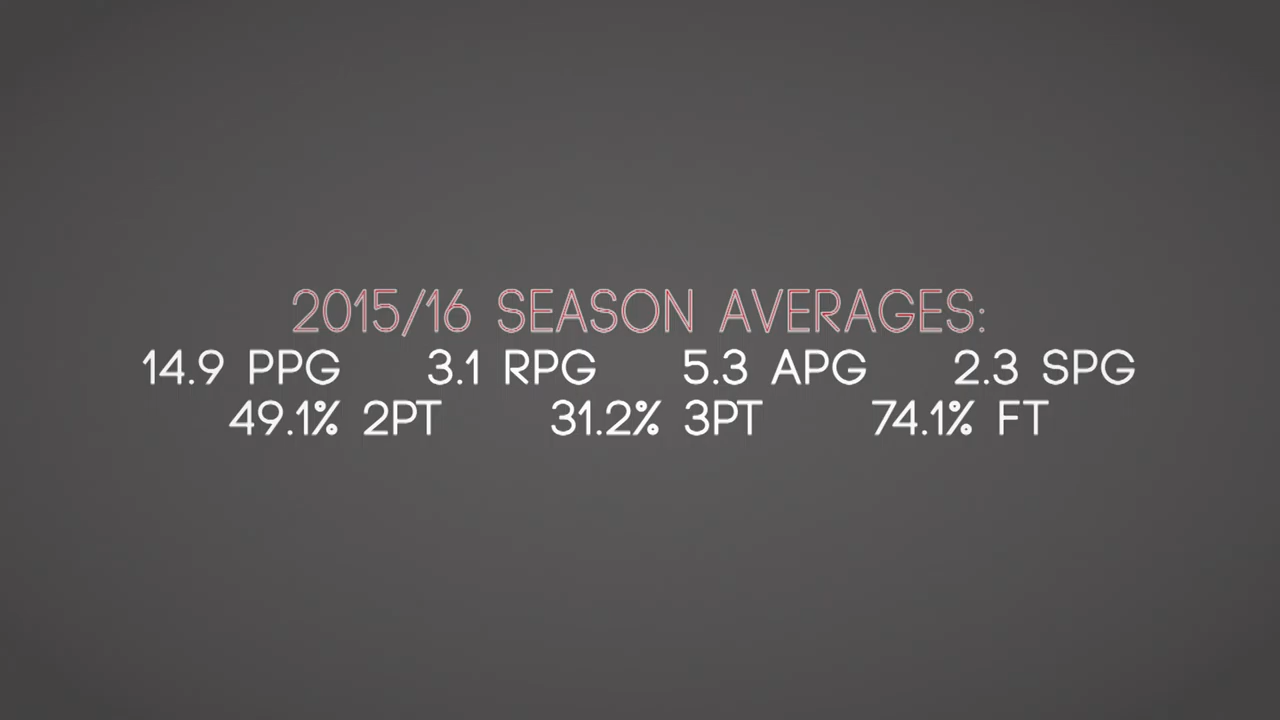 2015/16 SEASON AVERAGES:
14.9 PPG 3.1 RPG 5.3 APG 2.3 SPG
49.1% 2PT 31.2% 3PT 74.1% FT